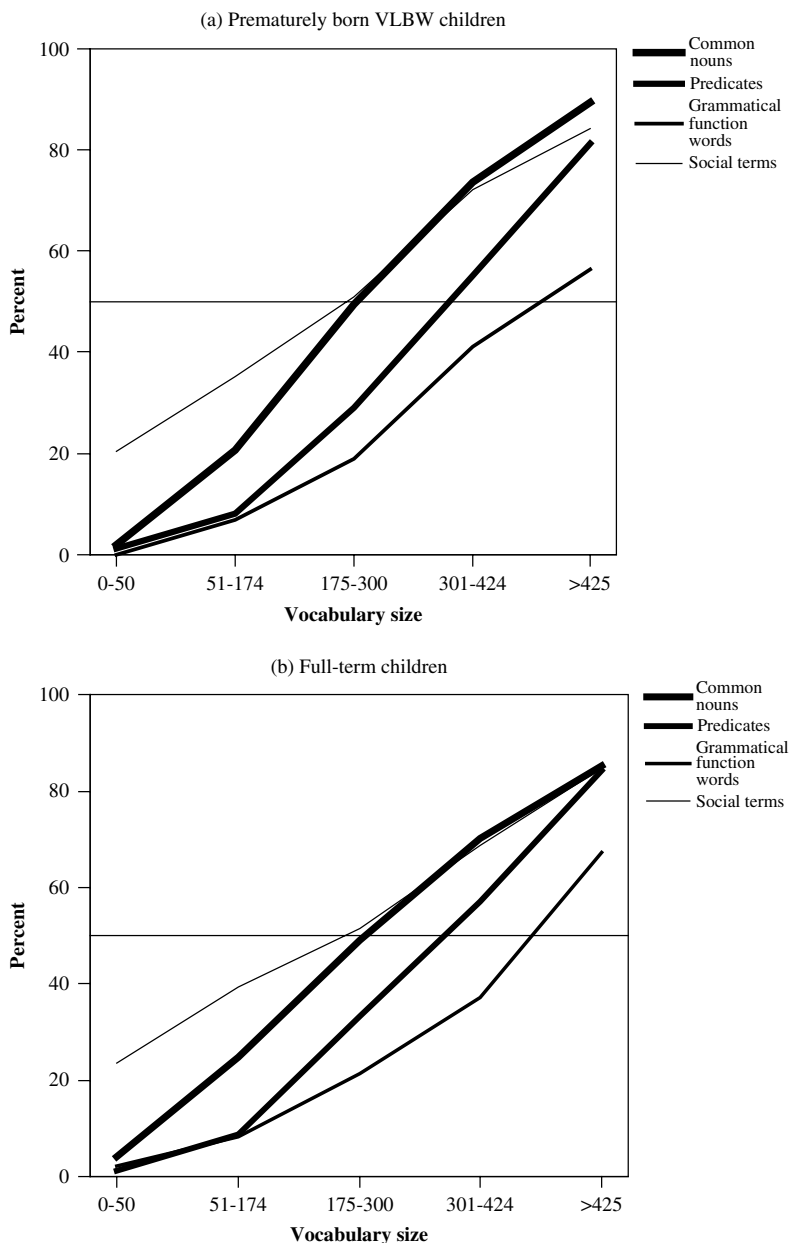 (a) Prematurely born VLBW children
100
80
60
40
20
0
Percent
0-50
51-174
175-300
301-424
>425
Vocabulary size
Common
nouns
Predicates
Grammatical
function
words
Social terms
(b) Full-term children
100
80
60
40
20
0
Percent
0-50
51-174
175-300
301-424
>425
Vocabulary size
Common
nouns
Predicates
Grammatical
function
words
Social terms